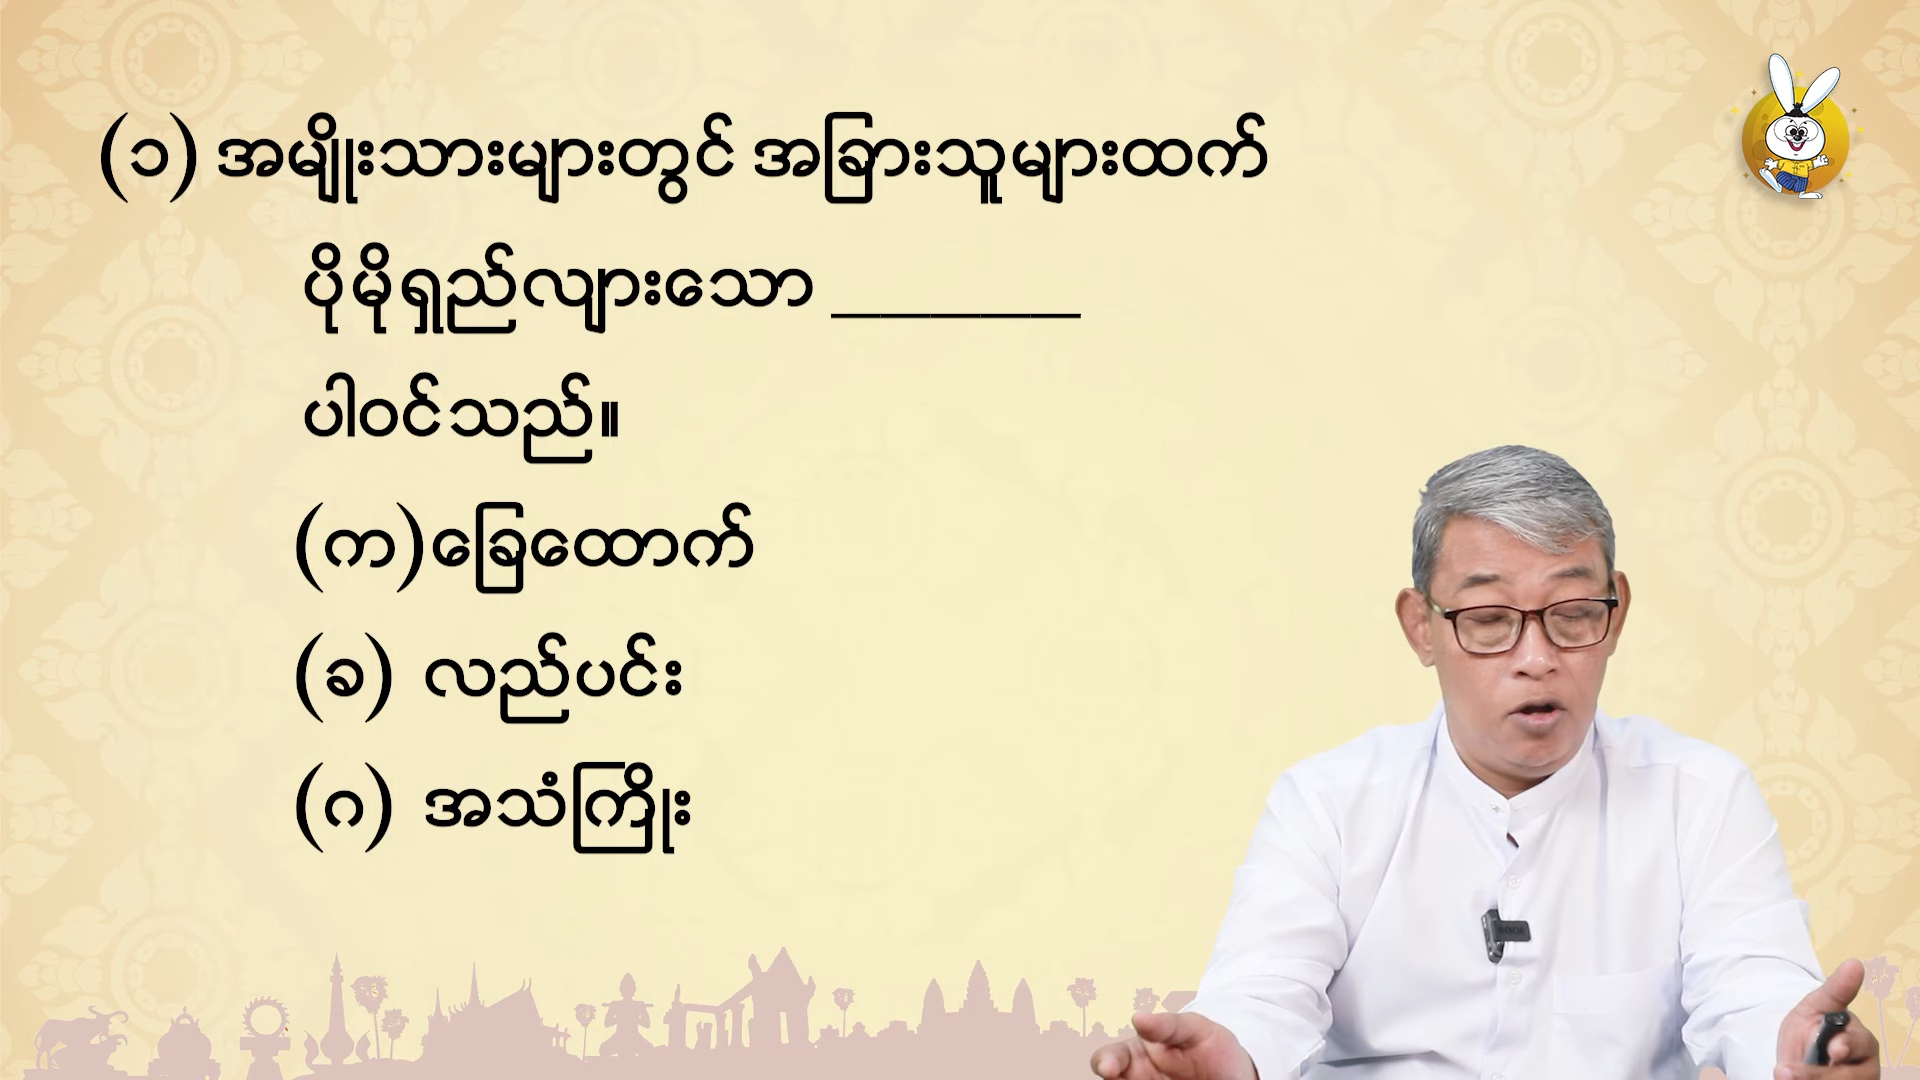 (၁) အမျိုးသားများတွင် အခြားသူများထက်
ပိုမိုရှည်လျားသော ________
ပါဝင်သည်။
(က)ခြေထောက်
(ခ) လည်ပင်း
(ဂ) အသံကြိုး